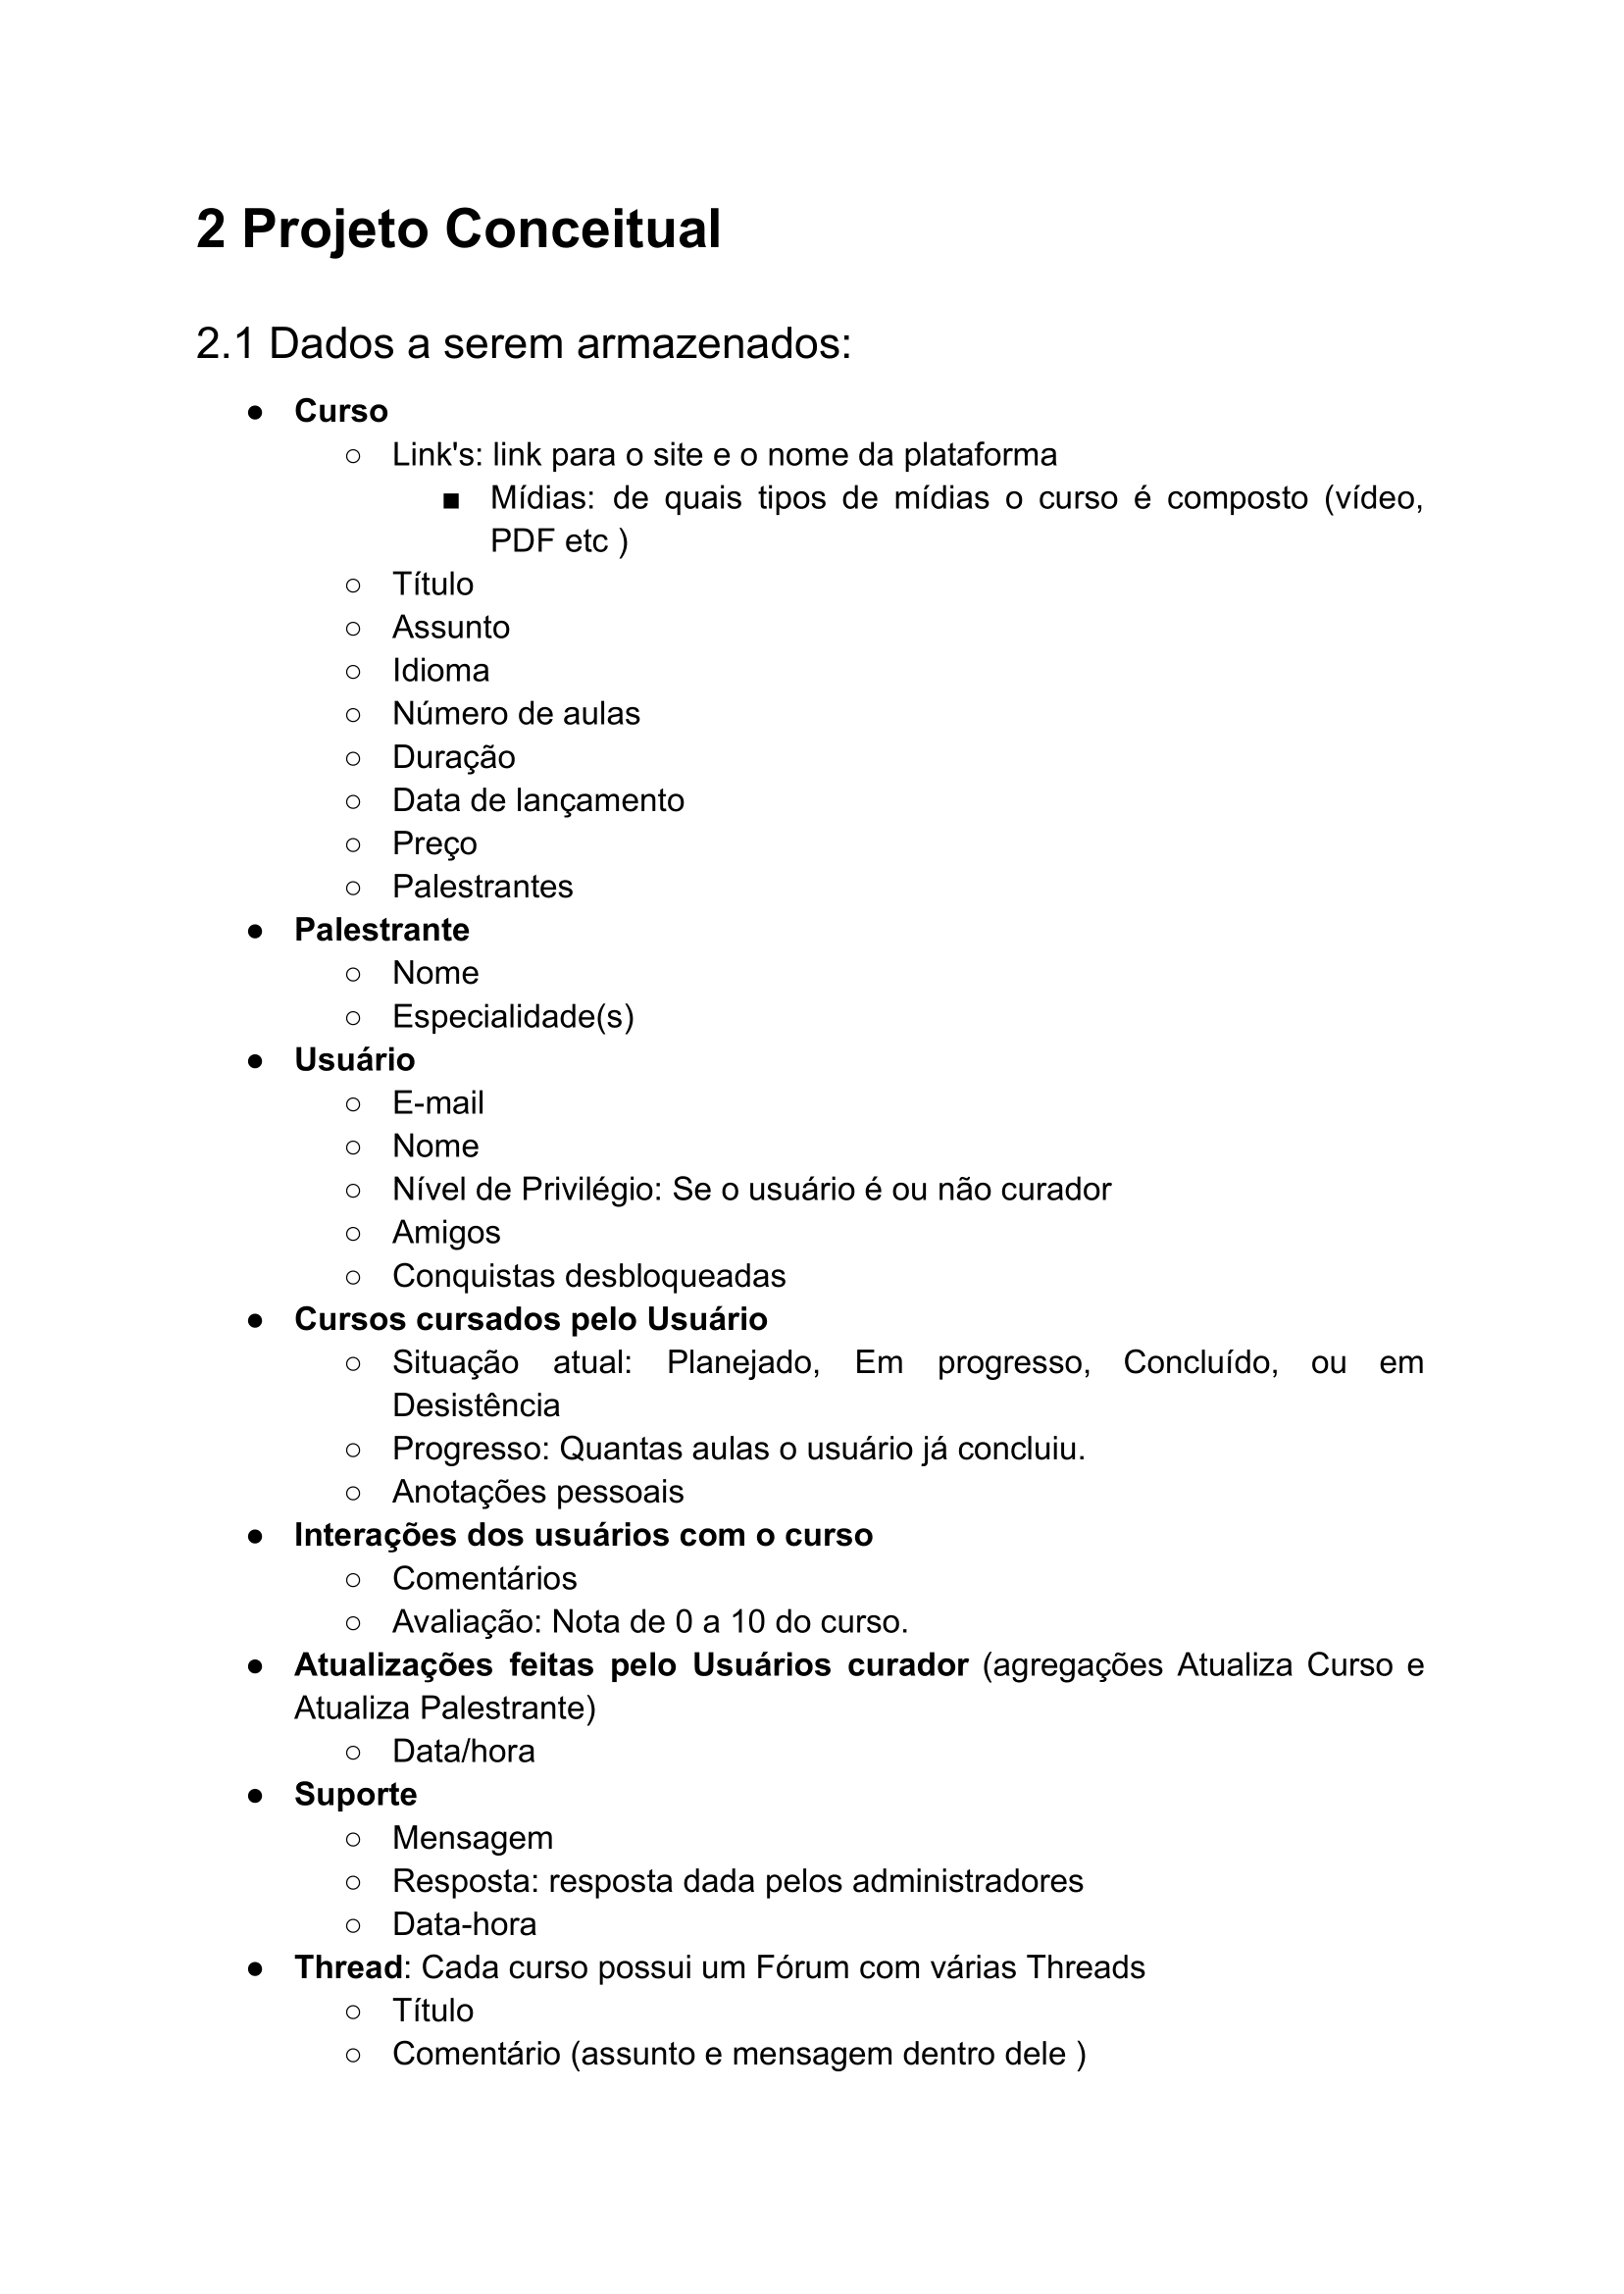 2 Projeto Conceitual
2.1 Dados a serem armazenados:
● Curso
○ Link's: link para o site e o nome da plataforma
■ Mídias: de quais tipos de mídias o curso é composto (vídeo,
PDF etc )
○ Título
○ Assunto
○ Idioma
○ Número de aulas
○ Duração
○ Data de lançamento
○ Preço
○ Palestrantes
● Palestrante
○ Nome
○ Especialidade(s)
● Usuário
○ E-mail
○ Nome
○ Nível de Privilégio: Se o usuário é ou não curador
○ Amigos
○ Conquistas desbloqueadas
● Cursos cursados pelo Usuário
○ Situação atual: Planejado, Em progresso, Concluído, ou em
Desistência
○ Progresso: Quantas aulas o usuário já concluiu.
○ Anotações pessoais
● Interações dos usuários com o curso
○ Comentários
○ Avaliação: Nota de 0 a 10 do curso.
● Atualizações feitas pelo Usuários curador (agregações Atualiza Curso e
Atualiza Palestrante)
○ Data/hora
● Suporte
○ Mensagem
○ Resposta: resposta dada pelos administradores
○ Data-hora
● Thread: Cada curso possui um Fórum com várias Threads
○ Título
○ Comentário (assunto e mensagem dentro dele )